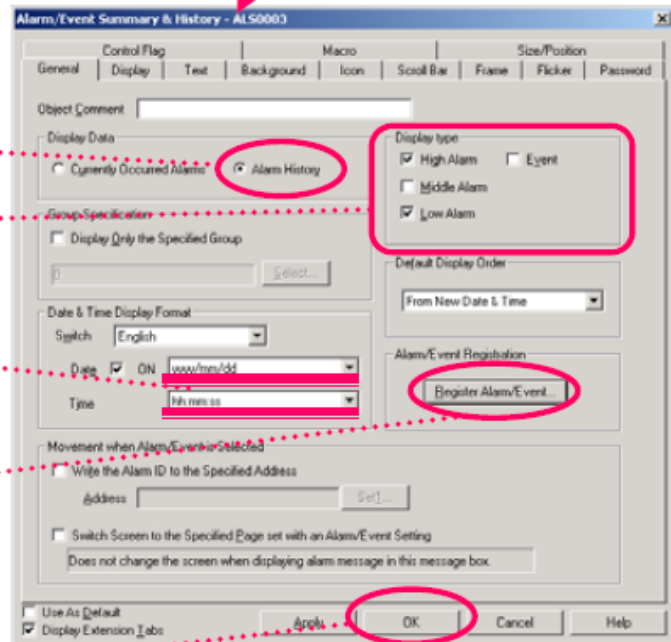 Alarm/Event Summary & History - ALS0003
Control Flag Macro Size/Position
General Display Text Background Icon Scroll Bar Frame Flicker Password
Object Comment
Display Data
Currently Occurred Alarms Alarm History
Display type
High Alarm Event
Middle Alarm
Low Alarm
Group Specification
Display Only the Specified Group
0 Select...
Default Display Order
From New Date & Time
Date & Time Display Format
Switch English
Date ON yyyy/mm/dd
Time hh:mm:ss
Alarm/Event Registration
Register Alarm/Event...
Movement when Alarm/Event is Selected
Write the Alarm ID to the Specified Address
Address Set1...
Switch Screen to the Specified Page set with an Alarm/Event Setting
Does not change the screen when displaying alarm message in this message box.
Use As Default
Display Extension Tabs
Apply OK Cancel Help